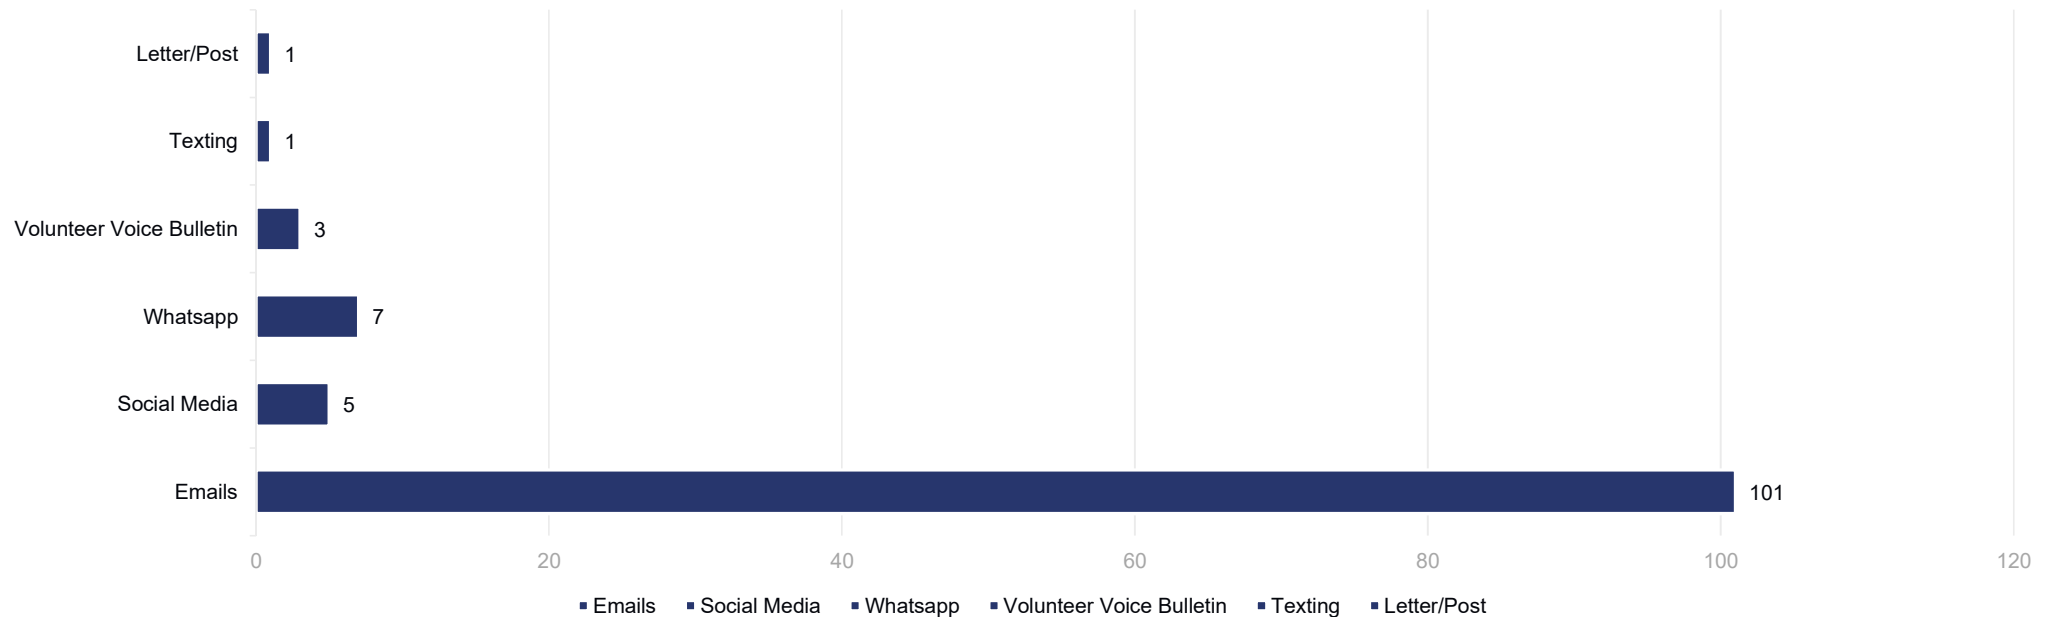 Letter/Post 1
Texting 1
Volunteer Voice Bulletin 3
Whatsapp 7
Social Media 5
Emails 101
0 20 40 60 80 100 120
Emails Social Media Whatsapp Volunteer Voice Bulletin Texting Letter/Post